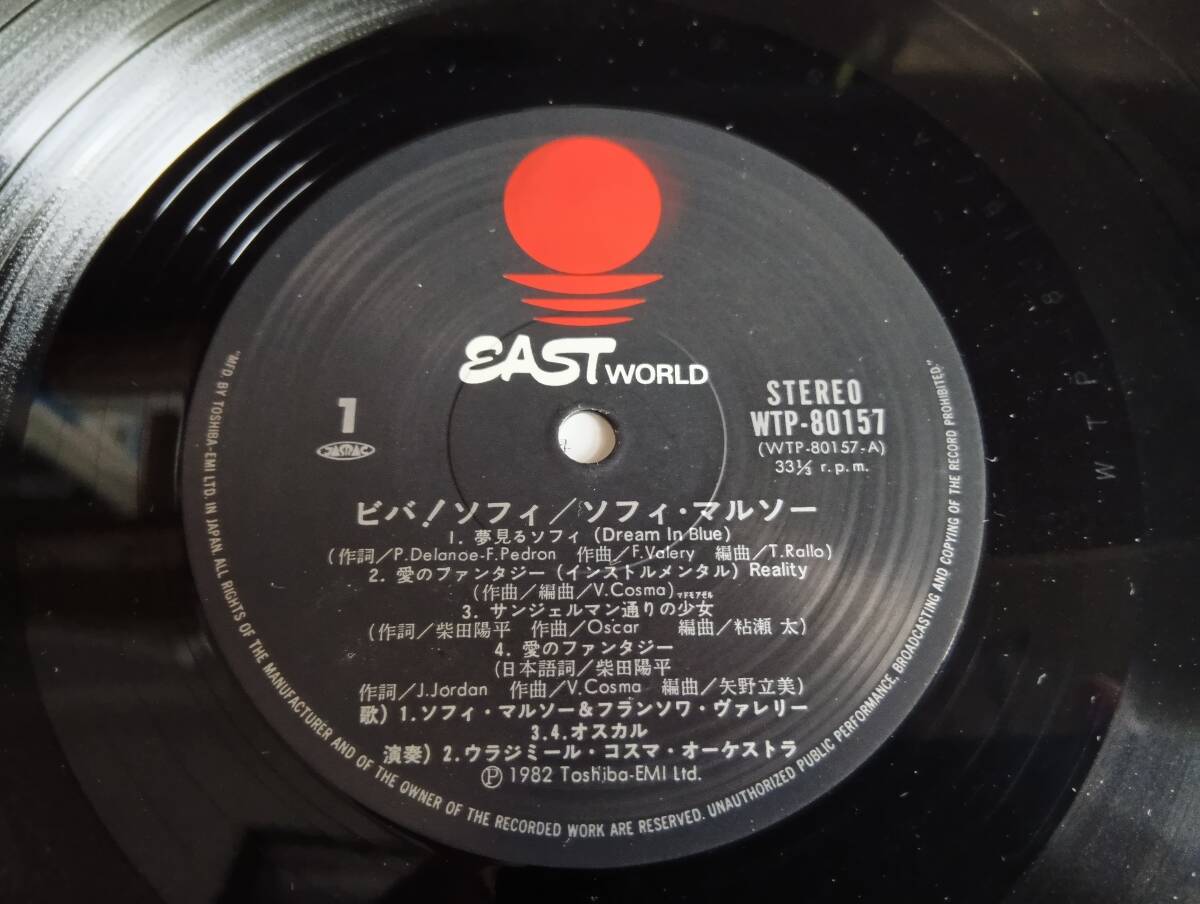 EAST WORLD
1
JASRAC
STEREO
WTP-80157
(WTP-80157-A)
33⅓ r.p.m.
ビバ!ソフィ/ソフィ・マルソー
1. 夢見るソフィ (Dream In Blue)
(作詞/P.Delanoe-F.Pedron 作曲/F.Valery 編曲/T.Rallo)
2. 愛のファンタジー (インストルメンタル) Reality
(作曲/編曲/V.Cosma)
マドモアゼル
3. サンジェルマン通りの少女
(作詞/柴田陽平 作曲/Oscar 編曲/粘瀬 太)
4. 愛のファンタジー
(日本語詞/柴田陽平
作詞/J.Jordan 作曲/V.Cosma 編曲/矢野立美)
歌) 1.ソフィ・マルソー&フランソワ・ヴァレリー
3.4.オスカル
演奏) 2.ウラジミール・コスマ・オーケストラ
Ⓟ 1982 Toshiba-EMI Ltd.
"MFD. BY TOSHIBA-EMI LTD. IN JAPAN. ALL RIGHTS OF THE MANUFACTURER AND OF THE OWNER OF THE RECORDED WORK ARE RESERVED. UNAUTHORIZED PUBLIC PERFORMANCE, BROADCASTING AND COPYING OF THE RECORD PROHIBITED."
WTP 8